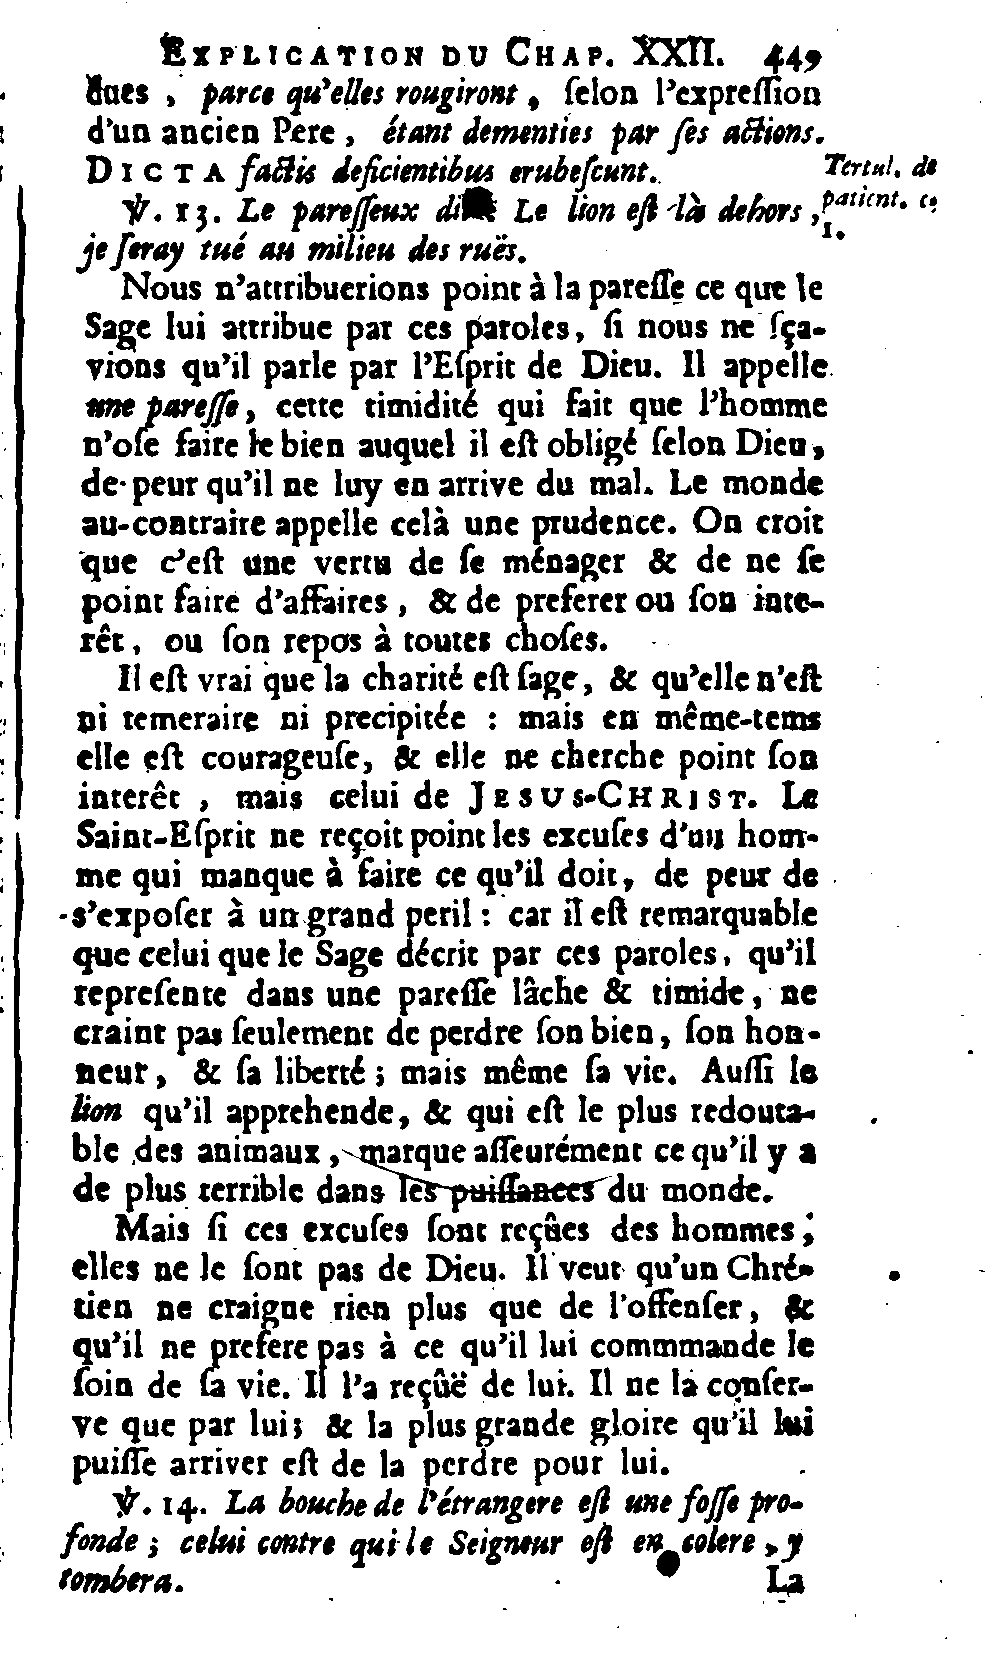 EXPLICATION DU CHAP. XXII. 449
ques, parce qu'elles rougiront, ſelon l'expreſſion
d'un ancien Pere, étant dementies par ſes actions.
DICTA factis deficientibus erubeſcunt.
Tertul. de
patient. c.
1.
℣. 13. Le pareſſeux dit Le lion eſt là dehors,
je ſeray tué au milieu des ruës.
Nous n'attribuerions point à la pareſſe ce que le
Sage lui attribue par ces paroles, ſi nous ne ſça-
vions qu'il parle par l'Eſprit de Dieu. Il appelle
une pareſſe, cette timidité qui fait que l'homme
n'oſe faire le bien auquel il eſt obligé ſelon Dieu,
de peur qu'il ne luy en arrive du mal. Le monde
au-contraire appelle celà une prudence. On croit
que c'eſt une vertu de ſe ménager & de ne ſe
point faire d'affaires, & de preferer ou ſon inte-
rêt, ou ſon repos à toutes choſes.
Il eſt vrai que la charité eſt ſage, & qu'elle n'eſt
ni temeraire ni precipitée : mais en même-tems
elle eſt courageuſe, & elle ne cherche point ſon
interêt, mais celui de JESUS-CHRIST. Le
Saint-Eſprit ne reçoit point les excuſes d'un hom-
me qui manque à faire ce qu'il doit, de peur de
s'expoſer à un grand peril : car il eſt remarquable
que celui que le Sage décrit par ces paroles, qu'il
repreſente dans une pareſſe lâche & timide, ne
craint pas ſeulement de perdre ſon bien, ſon hon-
neur, & ſa liberté ; mais même ſa vie. Auſſi le
lion qu'il apprehende, & qui eſt le plus redouta-
ble des animaux, marque aſſeurément ce qu'il y a
de plus terrible dans les puiſſances du monde.
Mais ſi ces excuſes ſont reçûes des hommes ;
elles ne le ſont pas de Dieu. Il veut qu'un Chré-
tien ne craigne rien plus que de l'offenſer, &
qu'il ne prefere pas à ce qu'il lui commmande le
ſoin de ſa vie. Il l'a reçûë de lui. Il ne la conſer-
ve que par lui ; & la plus grande gloire qu'il lui
puiſſe arriver eſt de la perdre pour lui.
℣. 14. La bouche de l'étrangere eſt une foſſe pro-
fonde ; celui contre qui le Seigneur eſt en colere, y
tombera.
La